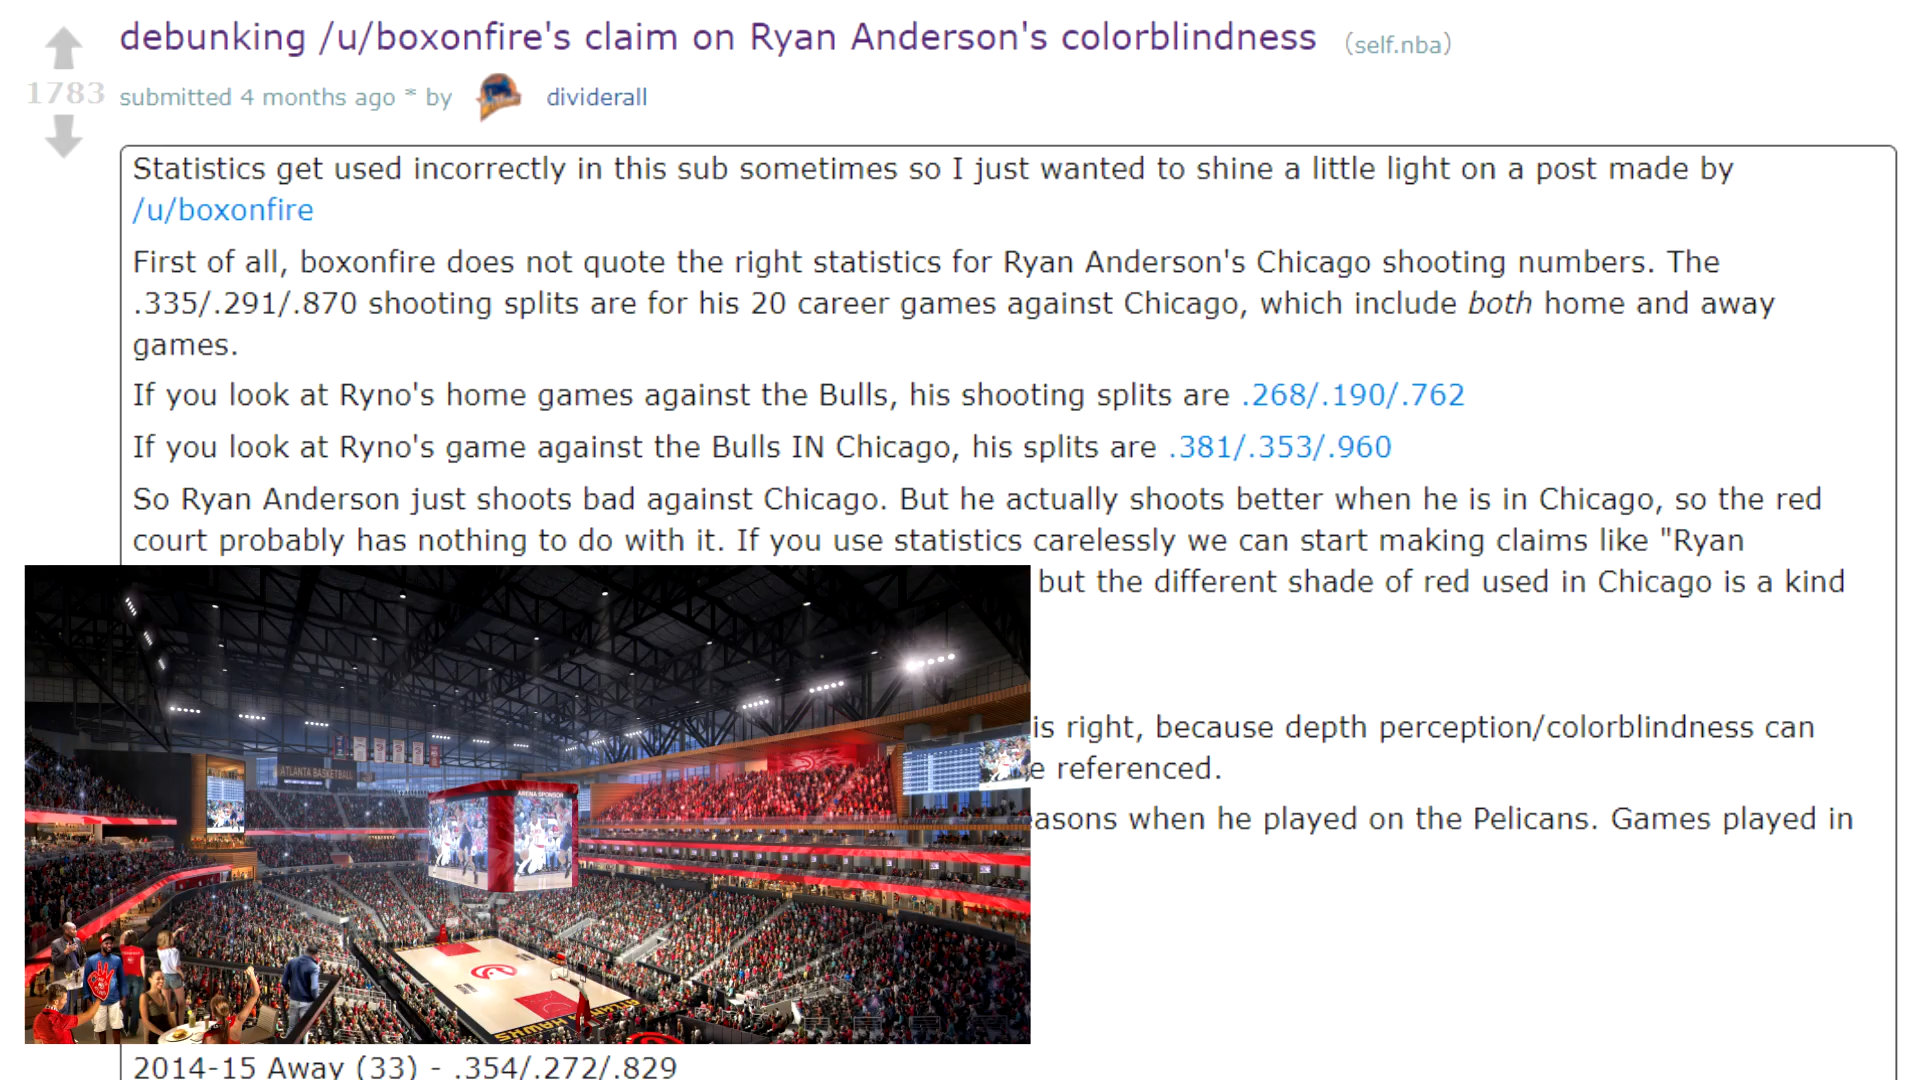 debunking /u/boxonfire's claim on Ryan Anderson's colorblindness (self.nba)
1783
submitted 4 months ago * by dividerall
Statistics get used incorrectly in this sub sometimes so I just wanted to shine a little light on a post made by
/u/boxonfire
First of all, boxonfire does not quote the right statistics for Ryan Anderson's Chicago shooting numbers. The
.335/.291/.870 shooting splits are for his 20 career games against Chicago, which include both home and away
games.
If you look at Ryno's home games against the Bulls, his shooting splits are .268/.190/.762
If you look at Ryno's game against the Bulls IN Chicago, his splits are .381/.353/.960
So Ryan Anderson just shoots bad against Chicago. But he actually shoots better when he is in Chicago, so the red
court probably has nothing to do with it. If you use statistics carelessly we can start making claims like "Ryan
but the different shade of red used in Chicago is a kind
is right, because depth perception/colorblindness can
e referenced.
asons when he played on the Pelicans. Games played in
ATLANTA BASKETBALL
ARENA SPONSOR
ATLANTA HAWKS
2014-15 Away (33) - .354/.272/.829